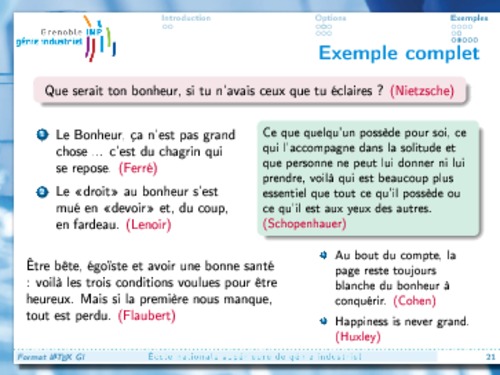 Grenoble INP
génie industriel
Introduction
Options
Exemples
Exemple complet
Que serait ton bonheur, si tu n'avais ceux que tu éclaires ? (Nietzsche)
1 Le Bonheur, ça n'est pas grand
chose ... c'est du chagrin qui
se repose. (Ferré)
2 Le «droit» au bonheur s'est
mué en «devoir» et, du coup,
en fardeau. (Lenoir)
Ce que quelqu'un possède pour soi, ce
qui l'accompagne dans la solitude et
que personne ne peut lui donner ni lui
prendre, voilà qui est beaucoup plus
essentiel que tout ce qu'il possède ou
ce qu'il est aux yeux des autres.
(Schopenhauer)
Être bête, égoïste et avoir une bonne santé
: voilà les trois conditions voulues pour être
heureux. Mais si la première nous manque,
tout est perdu. (Flaubert)
Au bout du compte, la
page reste toujours
blanche du bonheur à
conquérir. (Cohen)
Happiness is never grand.
(Huxley)
Format LATEX GI
École nationale supérieure de génie industriel
21